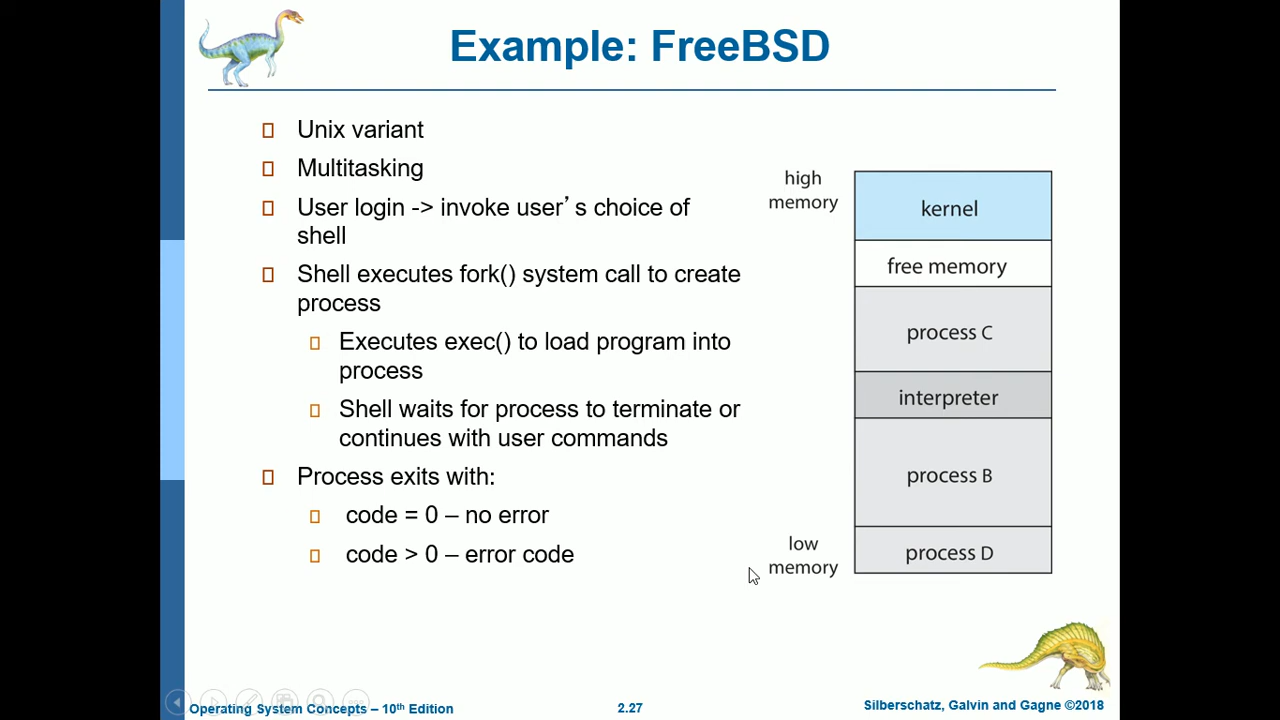 Example: FreeBSD
Unix variant
Multitasking
User login -> invoke user’s choice of
shell
Shell executes fork() system call to create
process
Executes exec() to load program into
process
Shell waits for process to terminate or
continues with user commands
Process exits with:
code = 0 – no error
code > 0 – error code
high
memory
kernel
free memory
process C
interpreter
process B
process D
low
memory
Operating System Concepts – 10th Edition
2.27
Silberschatz, Galvin and Gagne ©2018